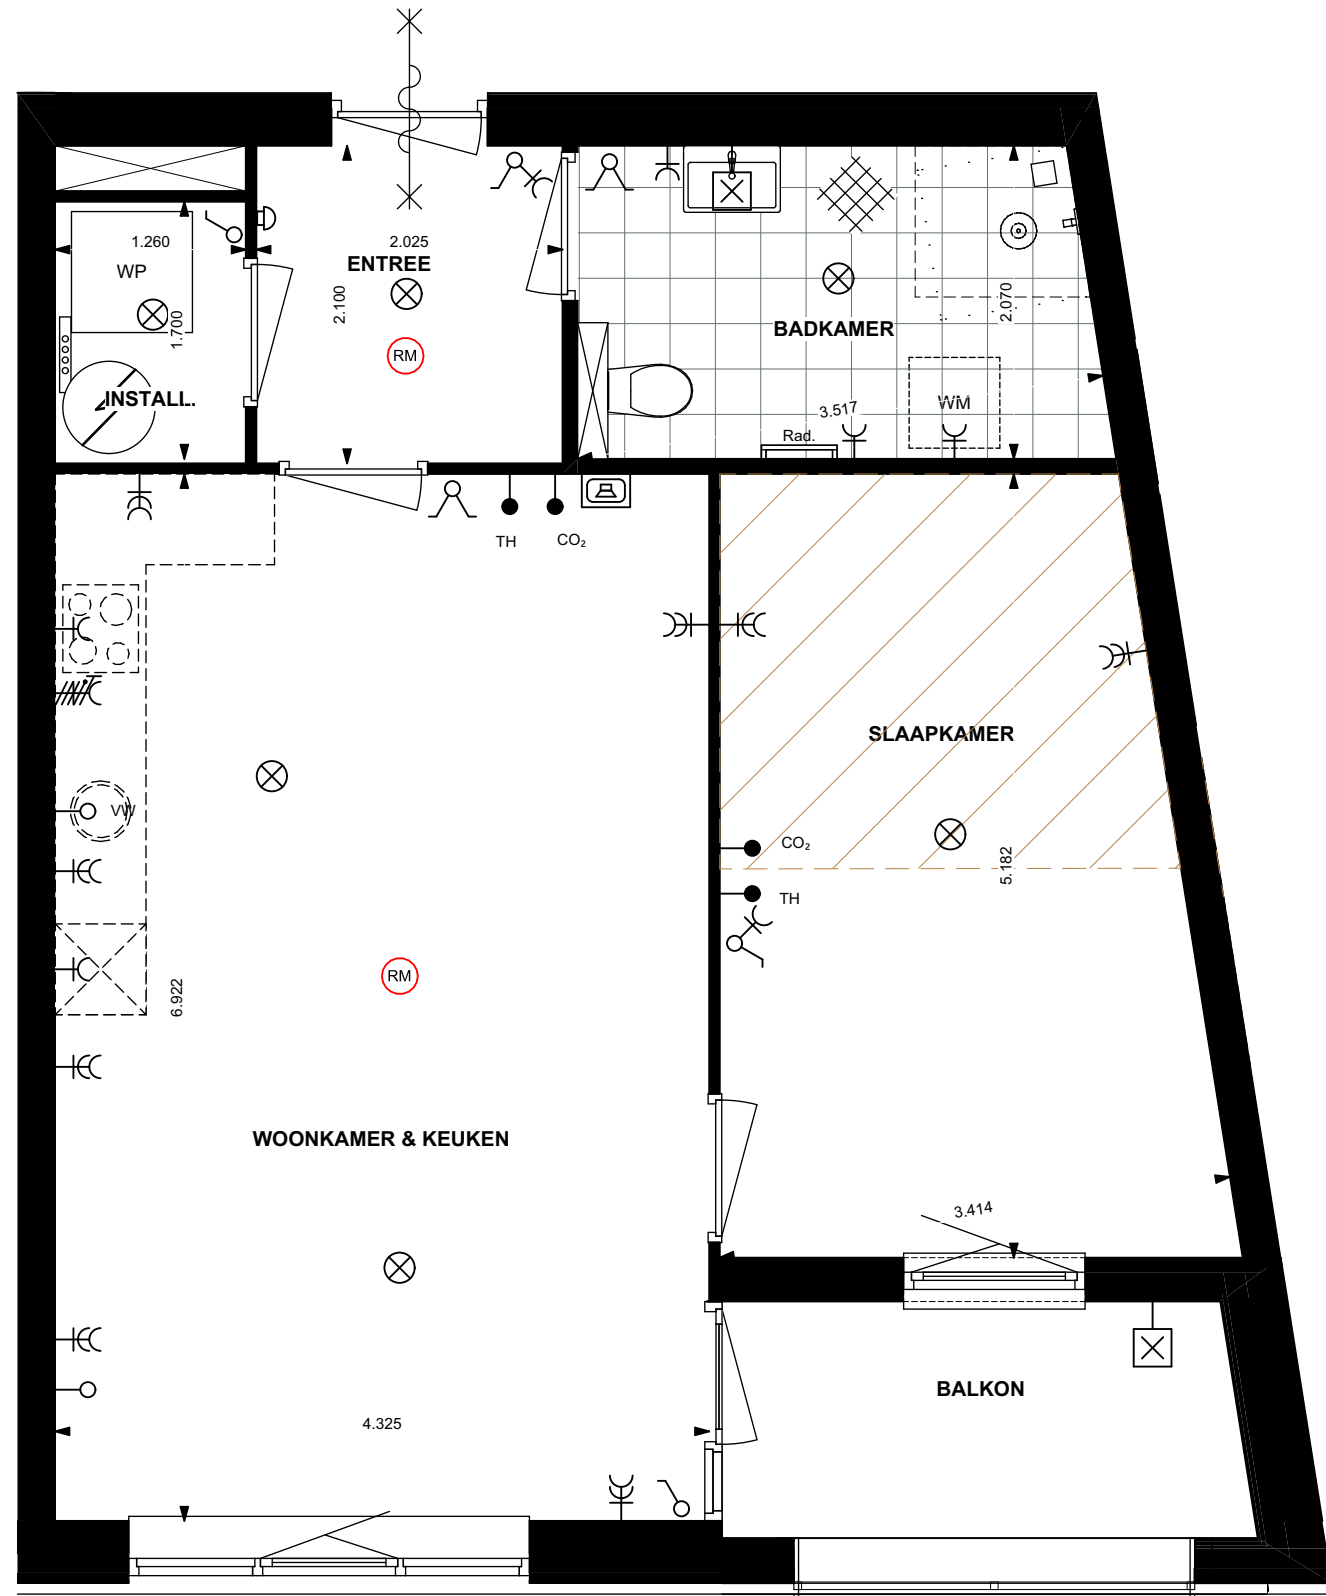 1.260
WP
1.700
INSTALL.
2.025
ENTREE
2.100
RM
BADKAMER
2.070
3.517
WM
Rad.
TH
CO₂
VW
SLAAPKAMER
CO₂
TH
5.182
RM
6.922
WOONKAMER & KEUKEN
3.414
BALKON
4.325